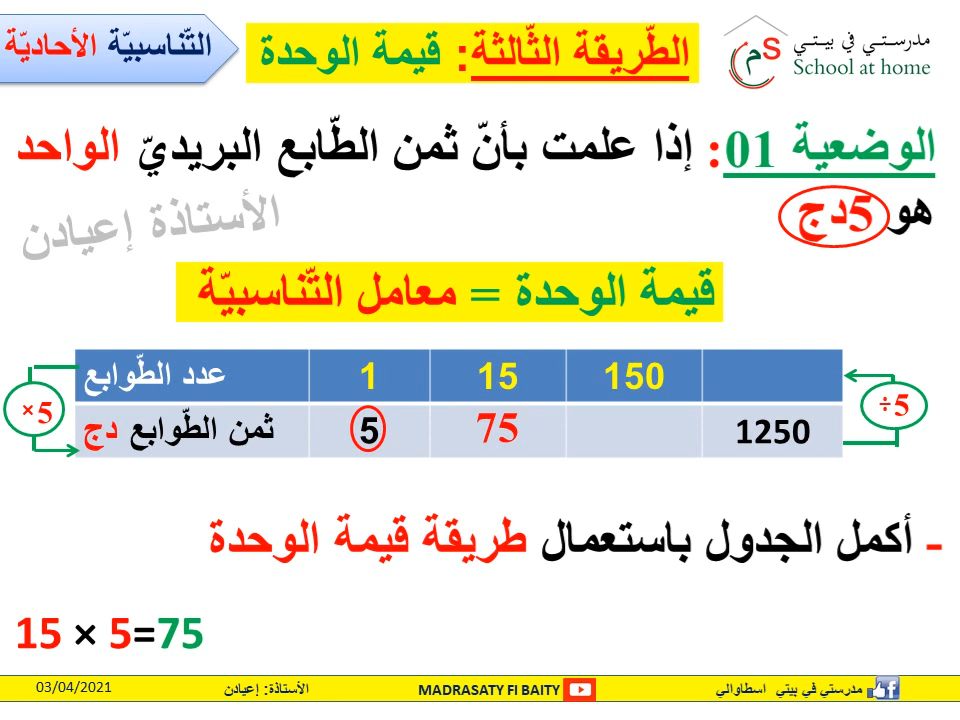 التّناسبيّة الأحاديّة
الطّريقة الثّالثة: قيمة الوحدة
مدرستي في بيتي
School at home
الوضعية 01: إذا علمت بأنّ ثمن الطّابع البريديّ الواحد
هو 5دج
الأستاذة إعيادن
قيمة الوحدة = معامل التّناسبيّة
عدد الطّوابع 1 15 150
ثمن الطّوابع دج 5 75 1250
×5
÷5
- أكمل الجدول باستعمال طريقة قيمة الوحدة
15 × 5=75
03/04/2021
الأستاذة: إعيادن
MADRASATY FI BAITY
مدرستي في بيتي اسطاوالي